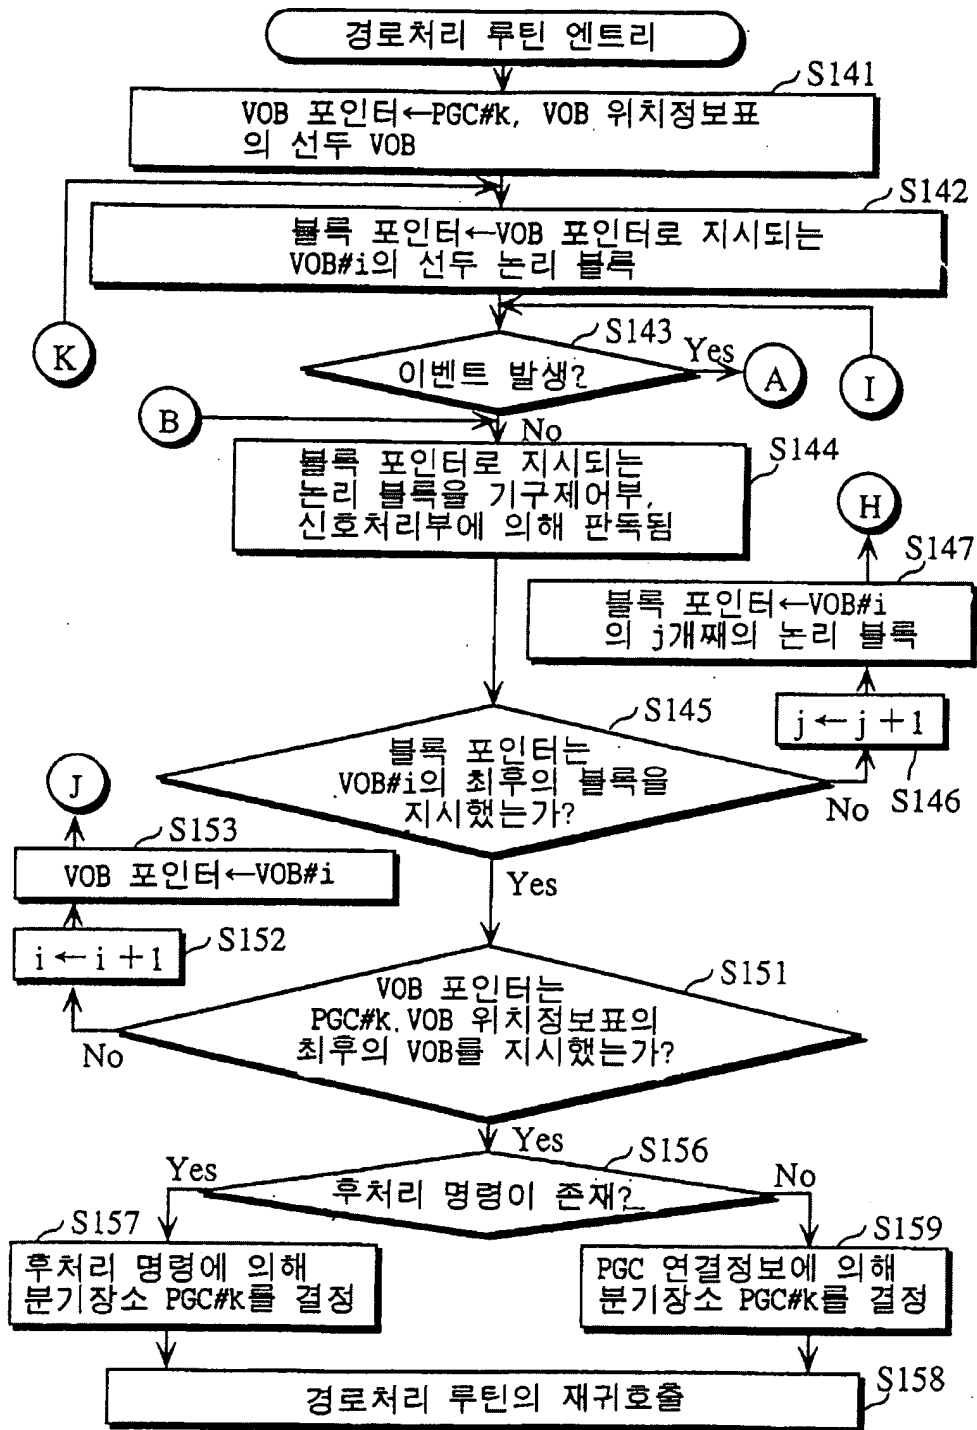 경로처리 루틴 엔트리
S141
VOB 포인터←PGC#k, VOB 위치정보표
의 선두 VOB
S142
블록 포인터←VOB 포인터로 지시되는
VOB#i의 선두 논리 블록
K
S143
이벤트 발생?
Yes
A
I
B
No
S144
블록 포인터로 지시되는
논리 블록을 기구제어부,
신호처리부에 의해 판독됨
H
S147
블록 포인터←VOB#i
의 j개째의 논리 블록
S145
블록 포인터는
VOB#i의 최후의 블록을
지시했는가?
j ← j +1
No
S146
J
S153
VOB 포인터←VOB#i
Yes
i ← i +1
S152
S151
VOB 포인터는
PGC#k.VOB 위치정보표의
최후의 VOB를 지시했는가?
No
Yes
S156
후처리 명령이 존재?
Yes
No
S157
후처리 명령에 의해
분기장소 PGC#k를 결정
S159
PGC 연결정보에 의해
분기장소 PGC#k를 결정
S158
경로처리 루틴의 재귀호출